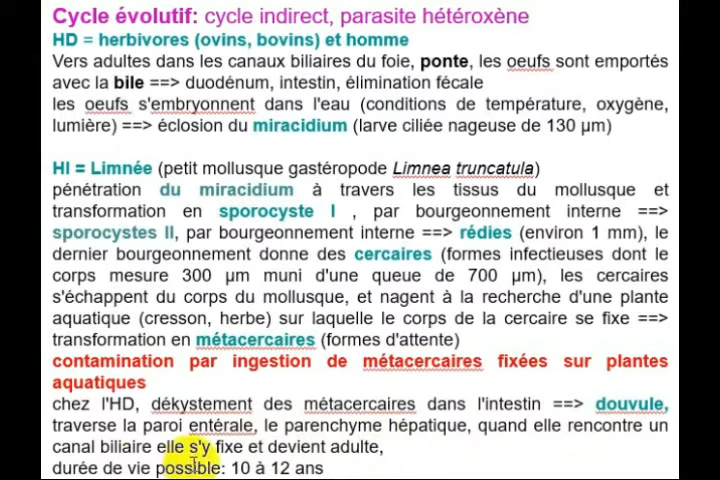 Cycle évolutif: cycle indirect, parasite hétéroxène
HD = herbivores (ovins, bovins) et homme
Vers adultes dans les canaux biliaires du foie, ponte, les oeufs sont emportés
avec la bile ==> duodénum, intestin, élimination fécale
les oeufs s'embryonnent dans l'eau (conditions de température, oxygène,
lumière) ==> éclosion du miracidium (larve ciliée nageuse de 130 µm)
HI = Limnée (petit mollusque gastéropode Limnea truncatula)
pénétration du miracidium à travers les tissus du mollusque et
transformation en sporocyste I , par bourgeonnement interne ==>
sporocystes II, par bourgeonnement interne ==> rédies (environ 1 mm), le
dernier bourgeonnement donne des cercaires (formes infectieuses dont le
corps mesure 300 µm muni d'une queue de 700 µm), les cercaires
s'échappent du corps du mollusque, et nagent à la recherche d'une plante
aquatique (cresson, herbe) sur laquelle le corps de la cercaire se fixe ==>
transformation en métacercaires (formes d'attente)
contamination par ingestion de métacercaires fixées sur plantes
aquatiques
chez l'HD, dékystement des métacercaires dans l'intestin ==> douvule,
traverse la paroi entérale, le parenchyme hépatique, quand elle rencontre un
canal biliaire elle s'y fixe et devient adulte,
durée de vie possible: 10 à 12 ans